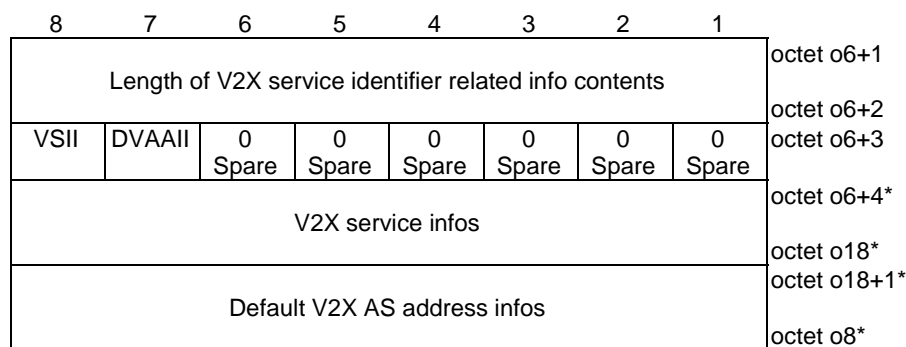 8 7 6 5 4 3 2 1
octet o6+1
Length of V2X service identifier related info contents
octet o6+2
VSII DVAAII 0 0 0 0 0 0 octet o6+3
Spare Spare Spare Spare Spare Spare
octet o6+4*
V2X service infos
octet o18*
octet o18+1*
Default V2X AS address infos
octet o8*